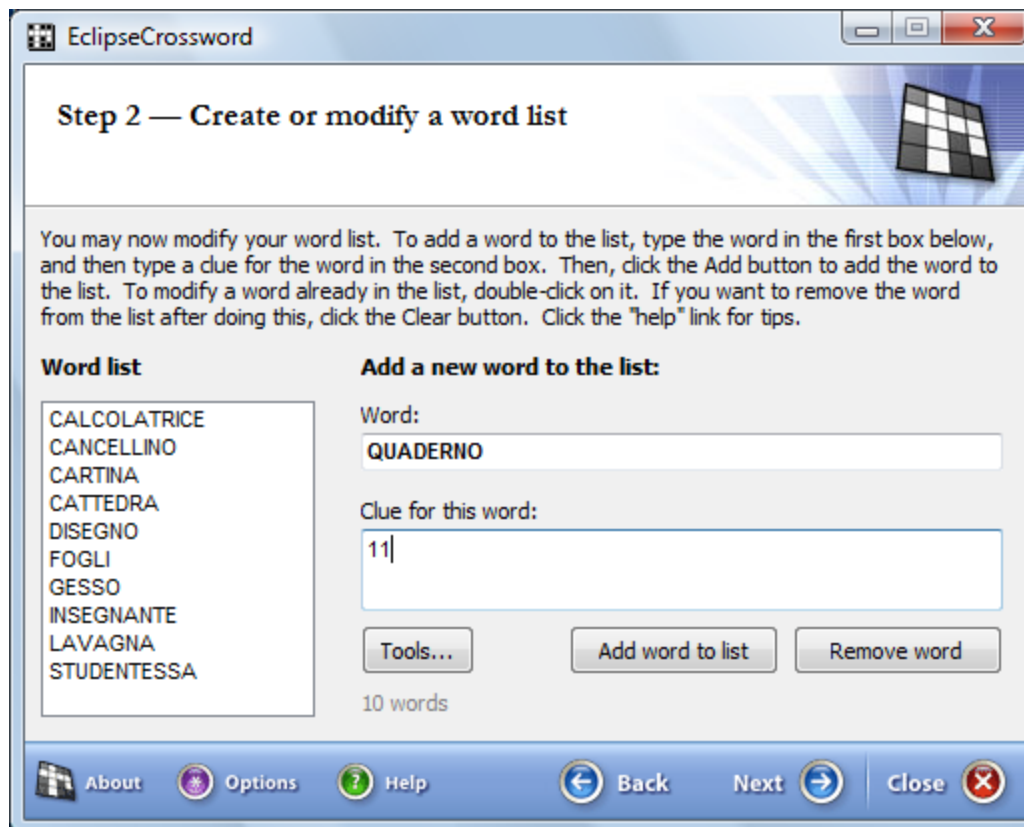 EclipseCrossword
Step 2 — Create or modify a word list
You may now modify your word list.  To add a word to the list, type the word in the first box below,
and then type a clue for the word in the second box.  Then, click the Add button to add the word to
the list.  To modify a word already in the list, double-click on it.  If you want to remove the word
from the list after doing this, click the Clear button.  Click the "help" link for tips.
Word list
CALCOLATRICE
CANCELLINO
CARTINA
CATTEDRA
DISEGNO
FOGLI
GESSO
INSEGNANTE
LAVAGNA
STUDENTESSA
Add a new word to the list:
Word:
QUADERNO
Clue for this word:
11
Tools...
Add word to list
Remove word
10 words
About
Options
Help
Back
Next
Close